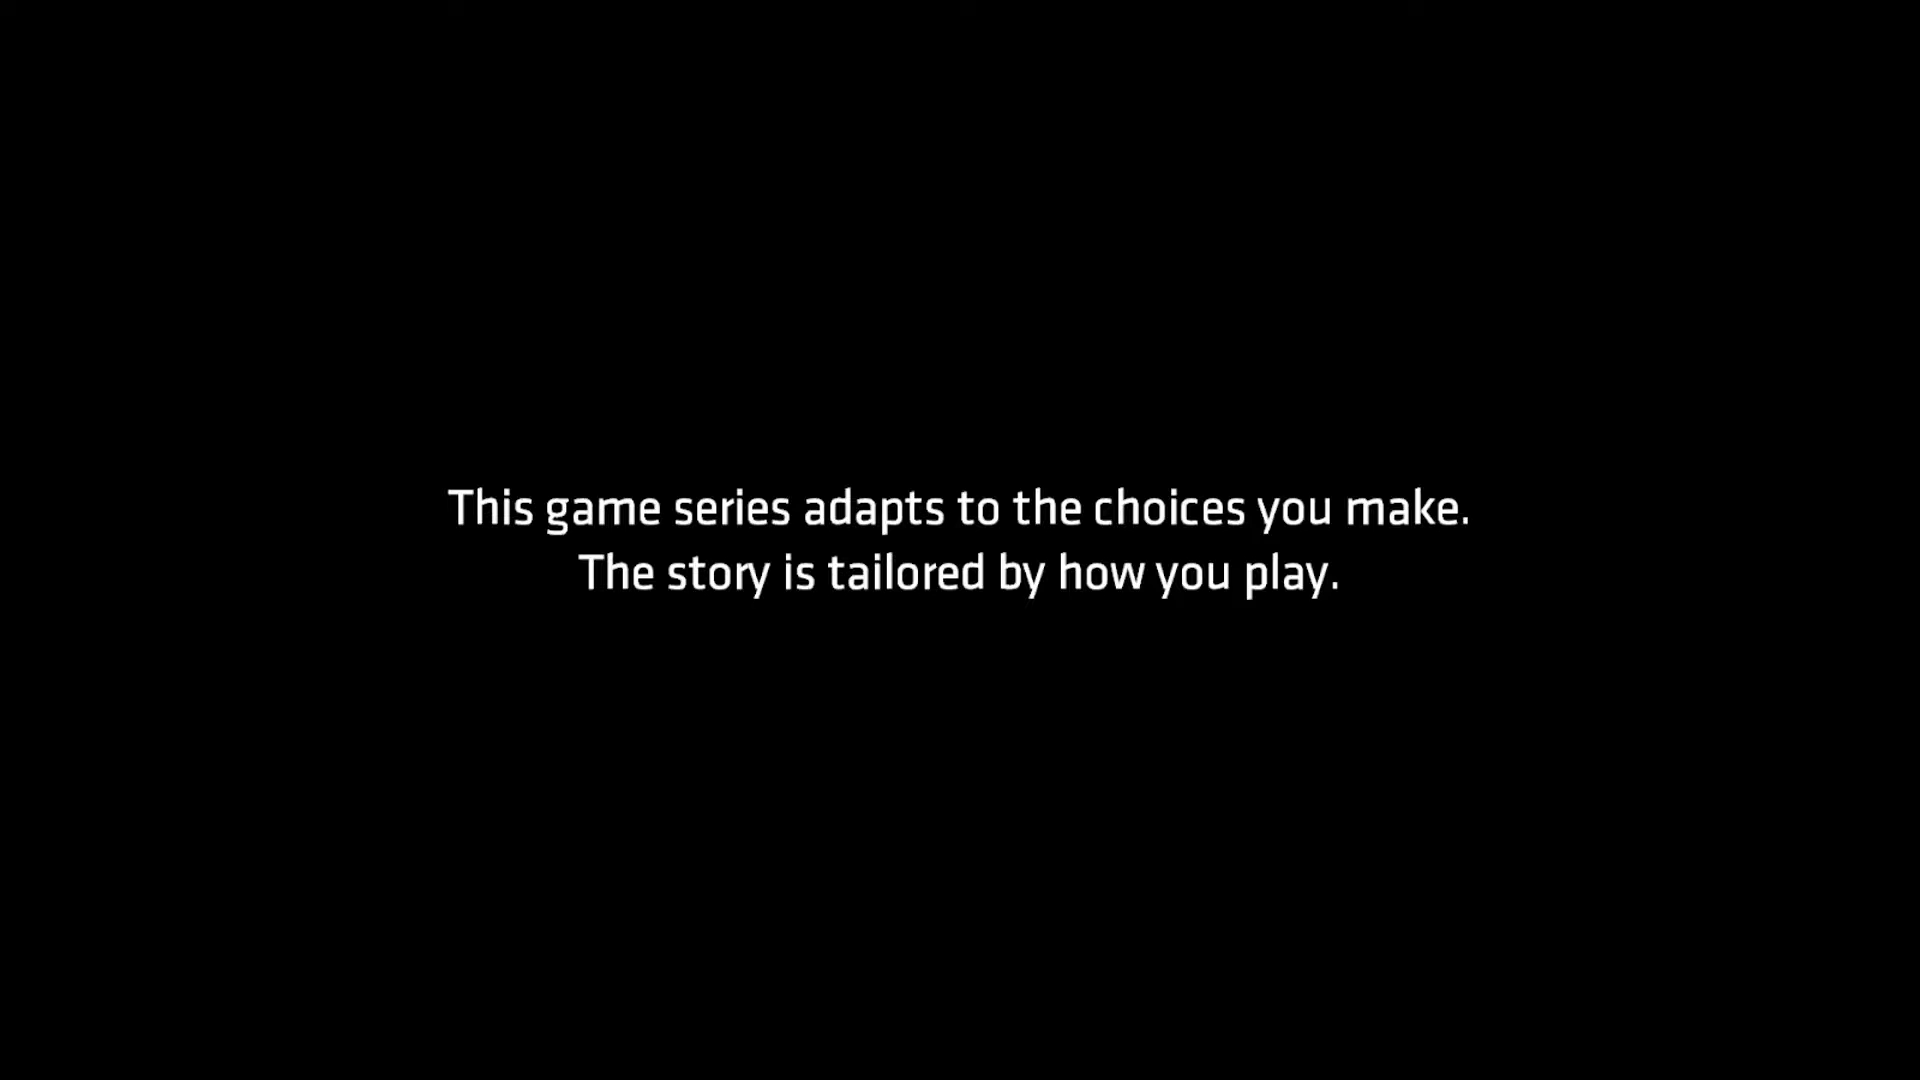 This game series adapts to the choices you make.
The story is tailored by how you play.